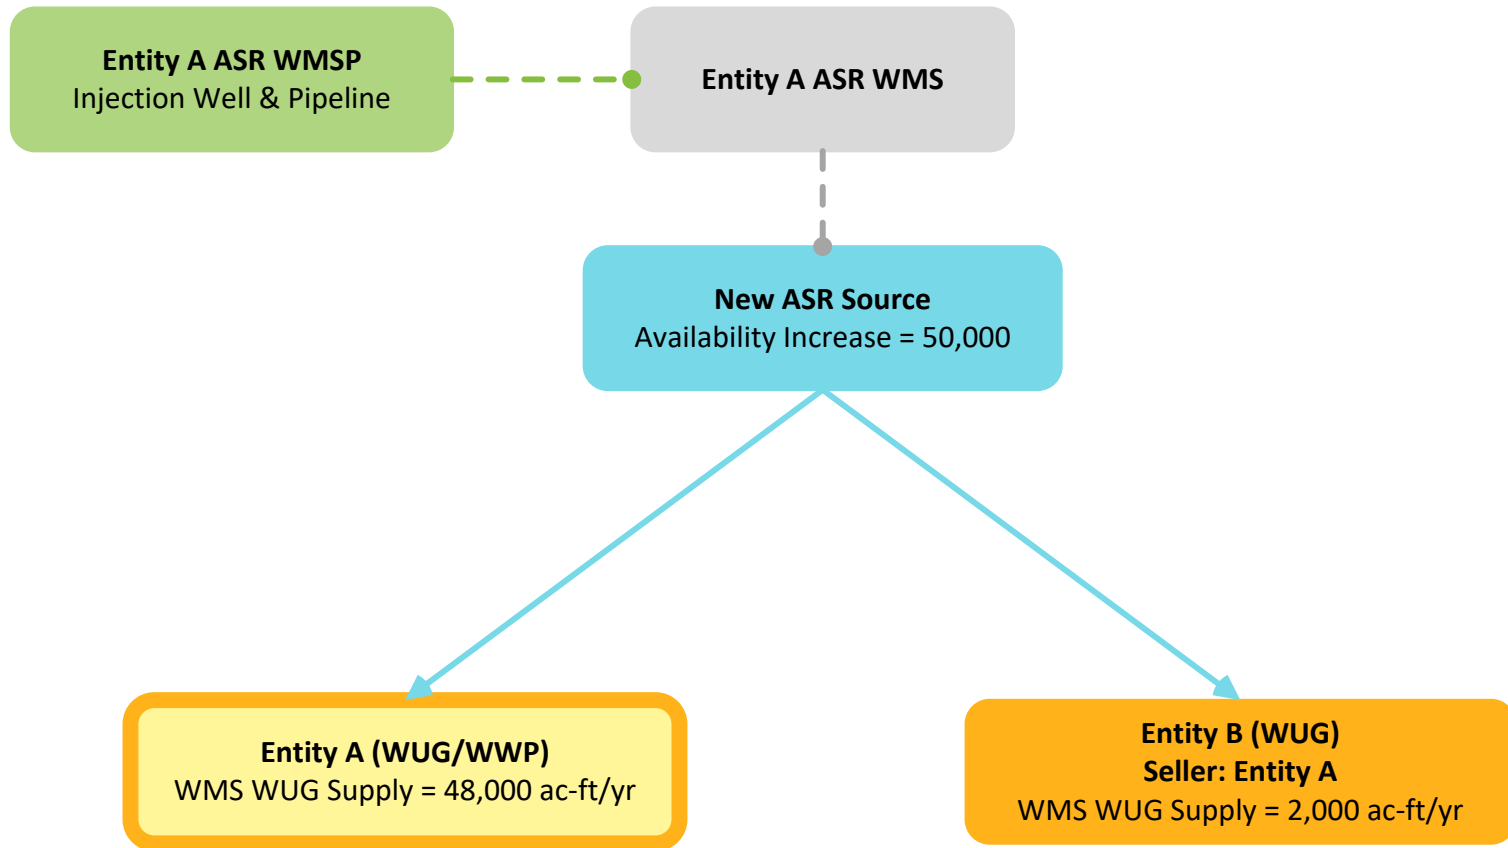 Entity A ASR WMSP
Injection Well & Pipeline
Entity A ASR WMS
New ASR Source
Availability Increase = 50,000
Entity A (WUG/WWP)
WMS WUG Supply = 48,000 ac-ft/yr
Entity B (WUG)
Seller: Entity A
WMS WUG Supply = 2,000 ac-ft/yr